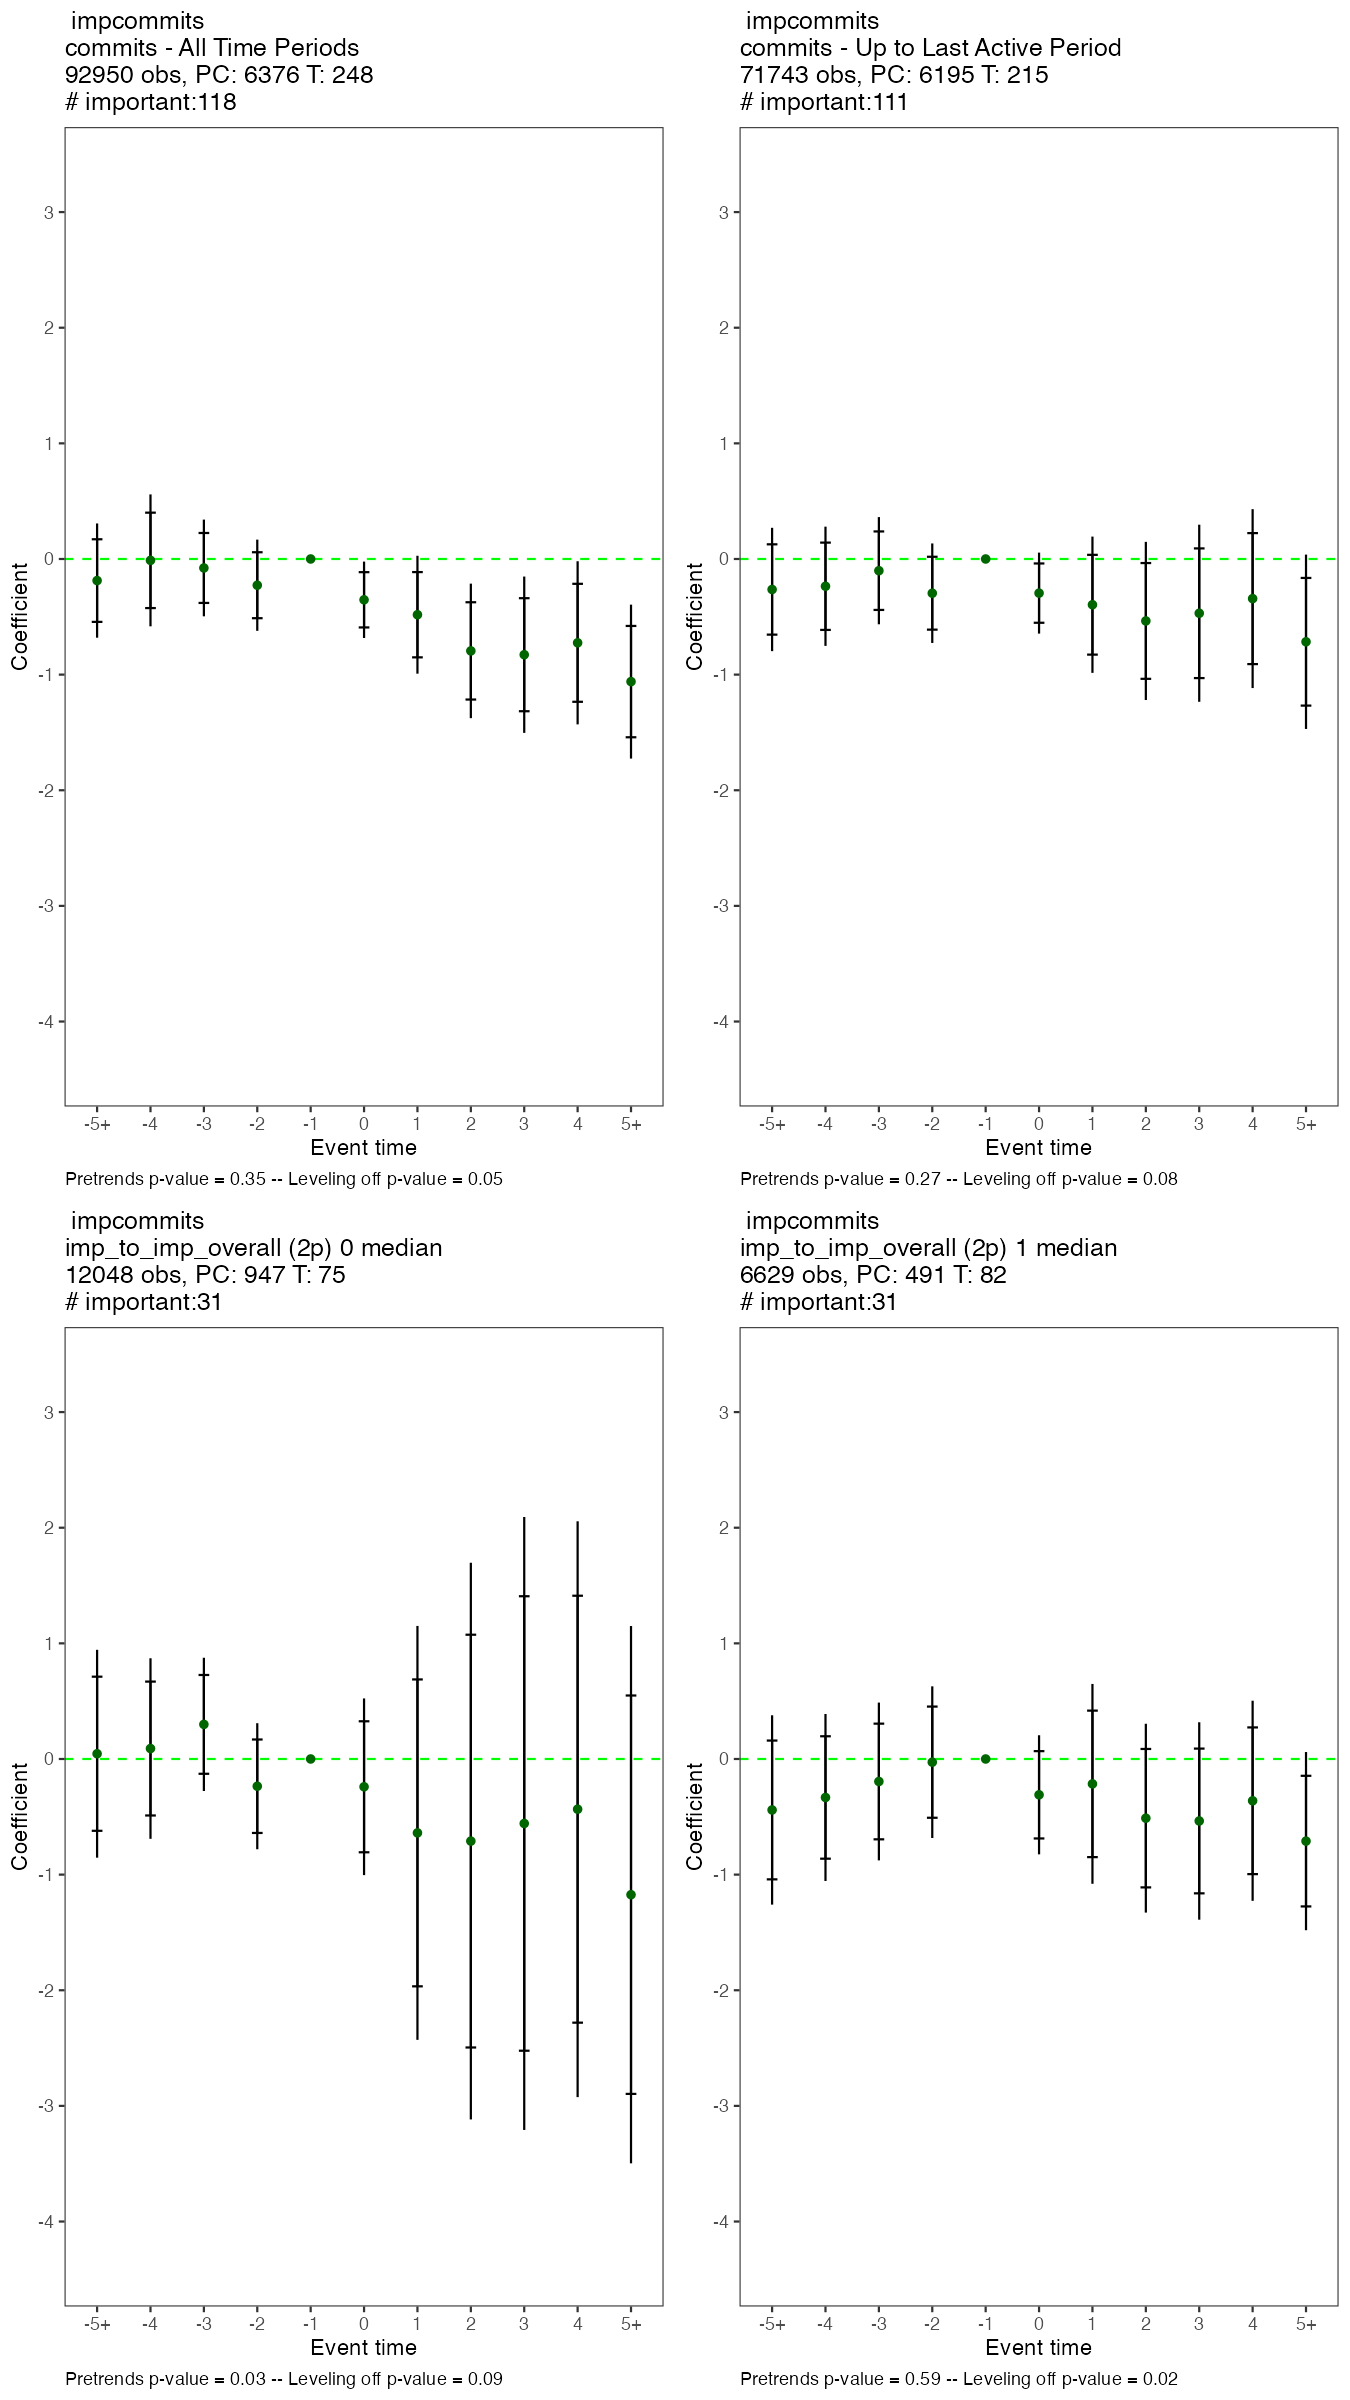 impcommits
commits - All Time Periods
92950 obs, PC: 6376 T: 248
# important:118
3
2
1
0
-1
-2
-3
-4
Coefficient
-5+ -4 -3 -2 -1 0 1 2 3 4 5+
Event time
Pretrends p-value = 0.35 -- Leveling off p-value = 0.05
impcommits
commits - Up to Last Active Period
71743 obs, PC: 6195 T: 215
# important:111
3
2
1
0
-1
-2
-3
-4
Coefficient
-5+ -4 -3 -2 -1 0 1 2 3 4 5+
Event time
Pretrends p-value = 0.27 -- Leveling off p-value = 0.08
impcommits
imp_to_imp_overall (2p) 0 median
12048 obs, PC: 947 T: 75
# important:31
3
2
1
0
-1
-2
-3
-4
Coefficient
-5+ -4 -3 -2 -1 0 1 2 3 4 5+
Event time
Pretrends p-value = 0.03 -- Leveling off p-value = 0.09
impcommits
imp_to_imp_overall (2p) 1 median
6629 obs, PC: 491 T: 82
# important:31
3
2
1
0
-1
-2
-3
-4
Coefficient
-5+ -4 -3 -2 -1 0 1 2 3 4 5+
Event time
Pretrends p-value = 0.59 -- Leveling off p-value = 0.02